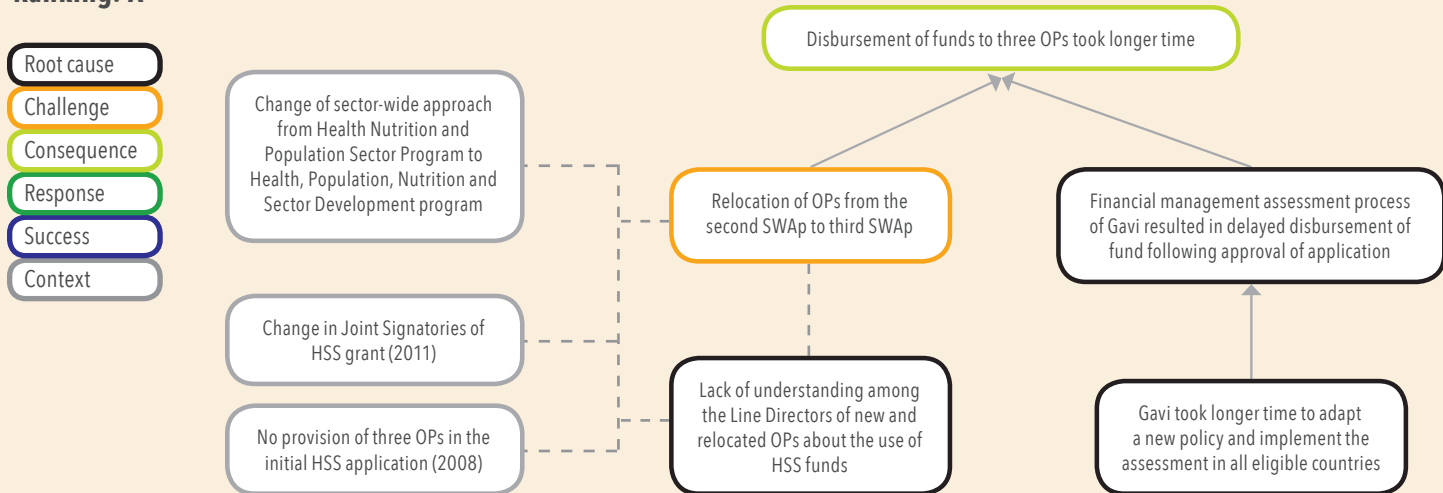 Root cause
Challenge
Consequence
Response
Success
Context
Disbursement of funds to three OPs took longer time
Change of sector-wide approach
from Health Nutrition and
Population Sector Program to
Health, Population, Nutrition and
Sector Development program
Relocation of OPs from the
second SWAp to third SWAp
Financial management assessment process
of Gavi resulted in delayed disbursement of
fund following approval of application
Change in Joint Signatories of
HSS grant (2011)
No provision of three OPs in the
initial HSS application (2008)
Lack of understanding among
the Line Directors of new and
relocated OPs about the use of
HSS funds
Gavi took longer time to adapt
a new policy and implement the
assessment in all eligible countries